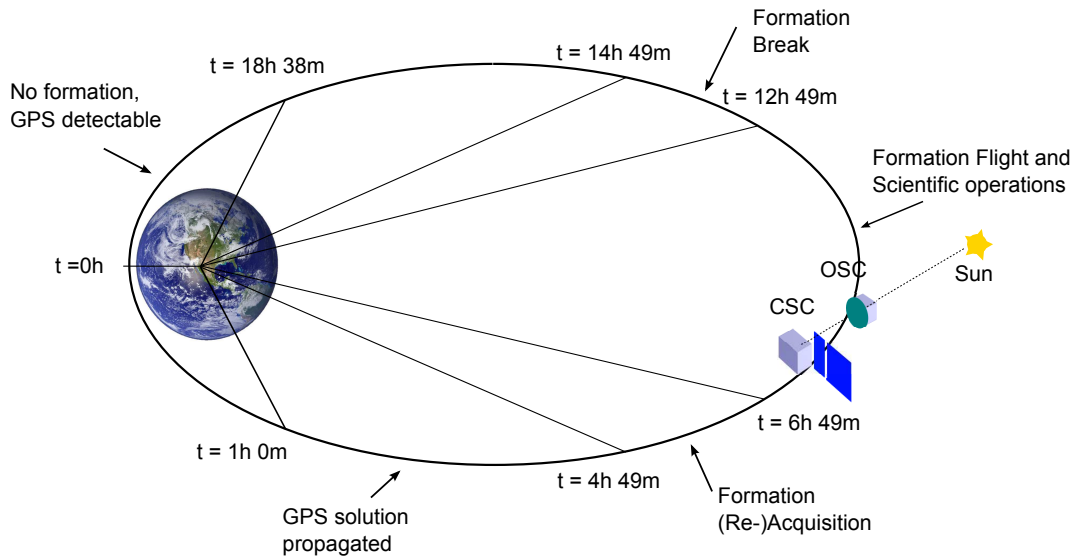 Formation
Break
t = 14h 49m
t = 18h 38m
No formation,
GPS detectable
t = 12h 49m
Formation Flight and
Scientific operations
t =0h
OSC
Sun
CSC
t = 6h 49m
t = 1h 0m
t = 4h 49m
GPS solution
propagated
Formation
(Re-)Acquisition